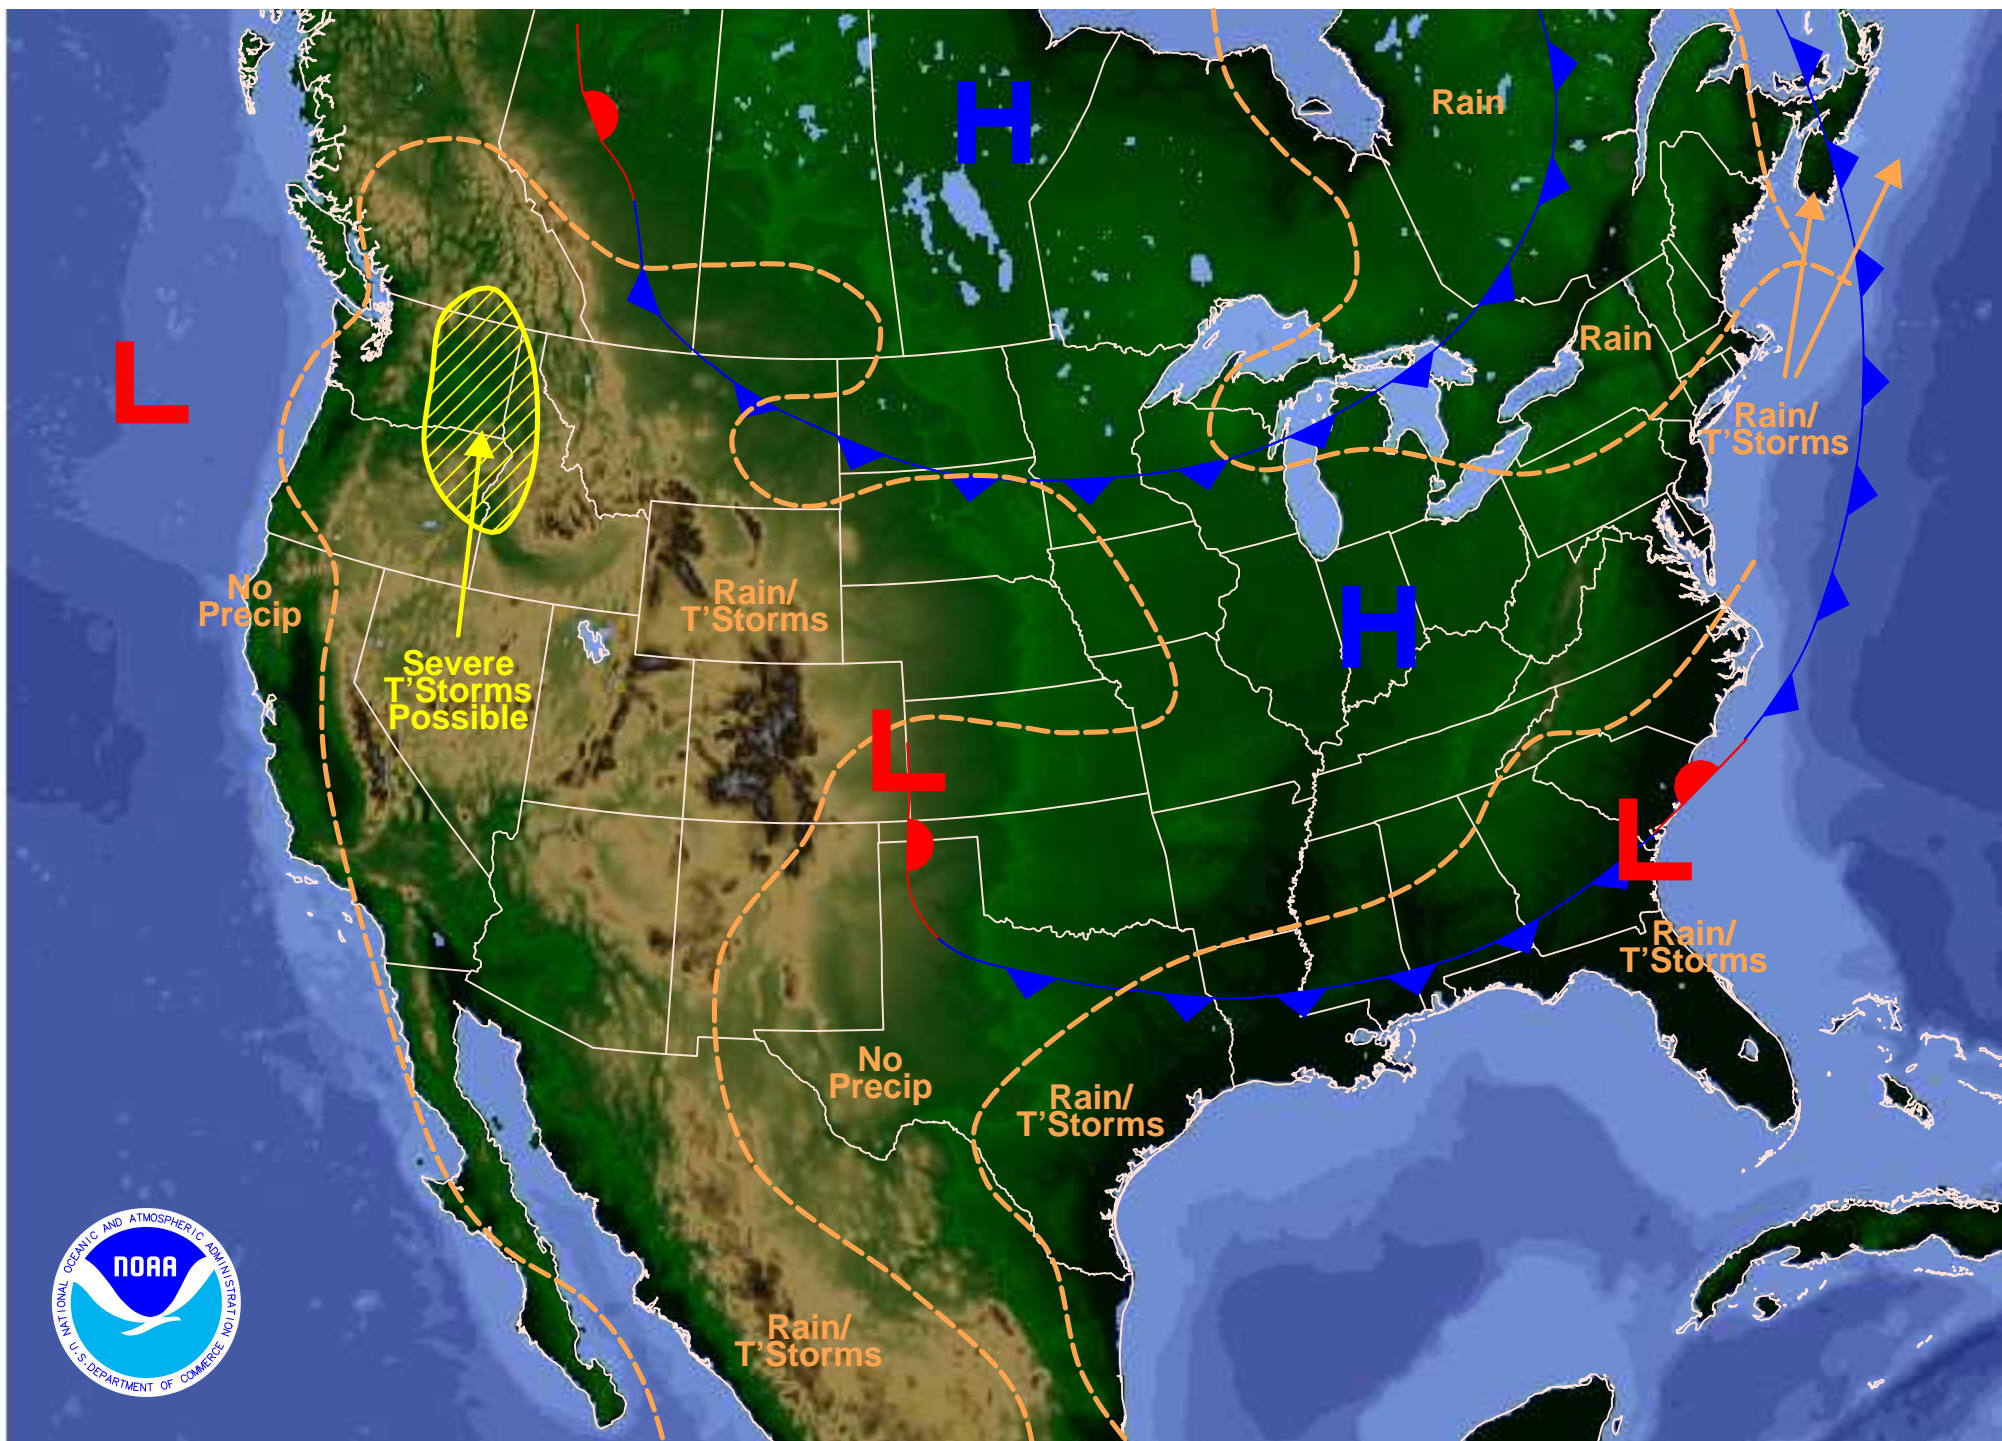 H
Rain
Rain
L
Rain/
T'Storms
No
Precip
Rain/
T'Storms
H
Severe
T'Storms
Possible
L
L
Rain/
T'Storms
No
Precip
Rain/
T'Storms
Rain/
T'Storms
NATIONAL OCEANIC AND ATMOSPHERIC ADMINISTRATION
NOAA
U.S. DEPARTMENT OF COMMERCE